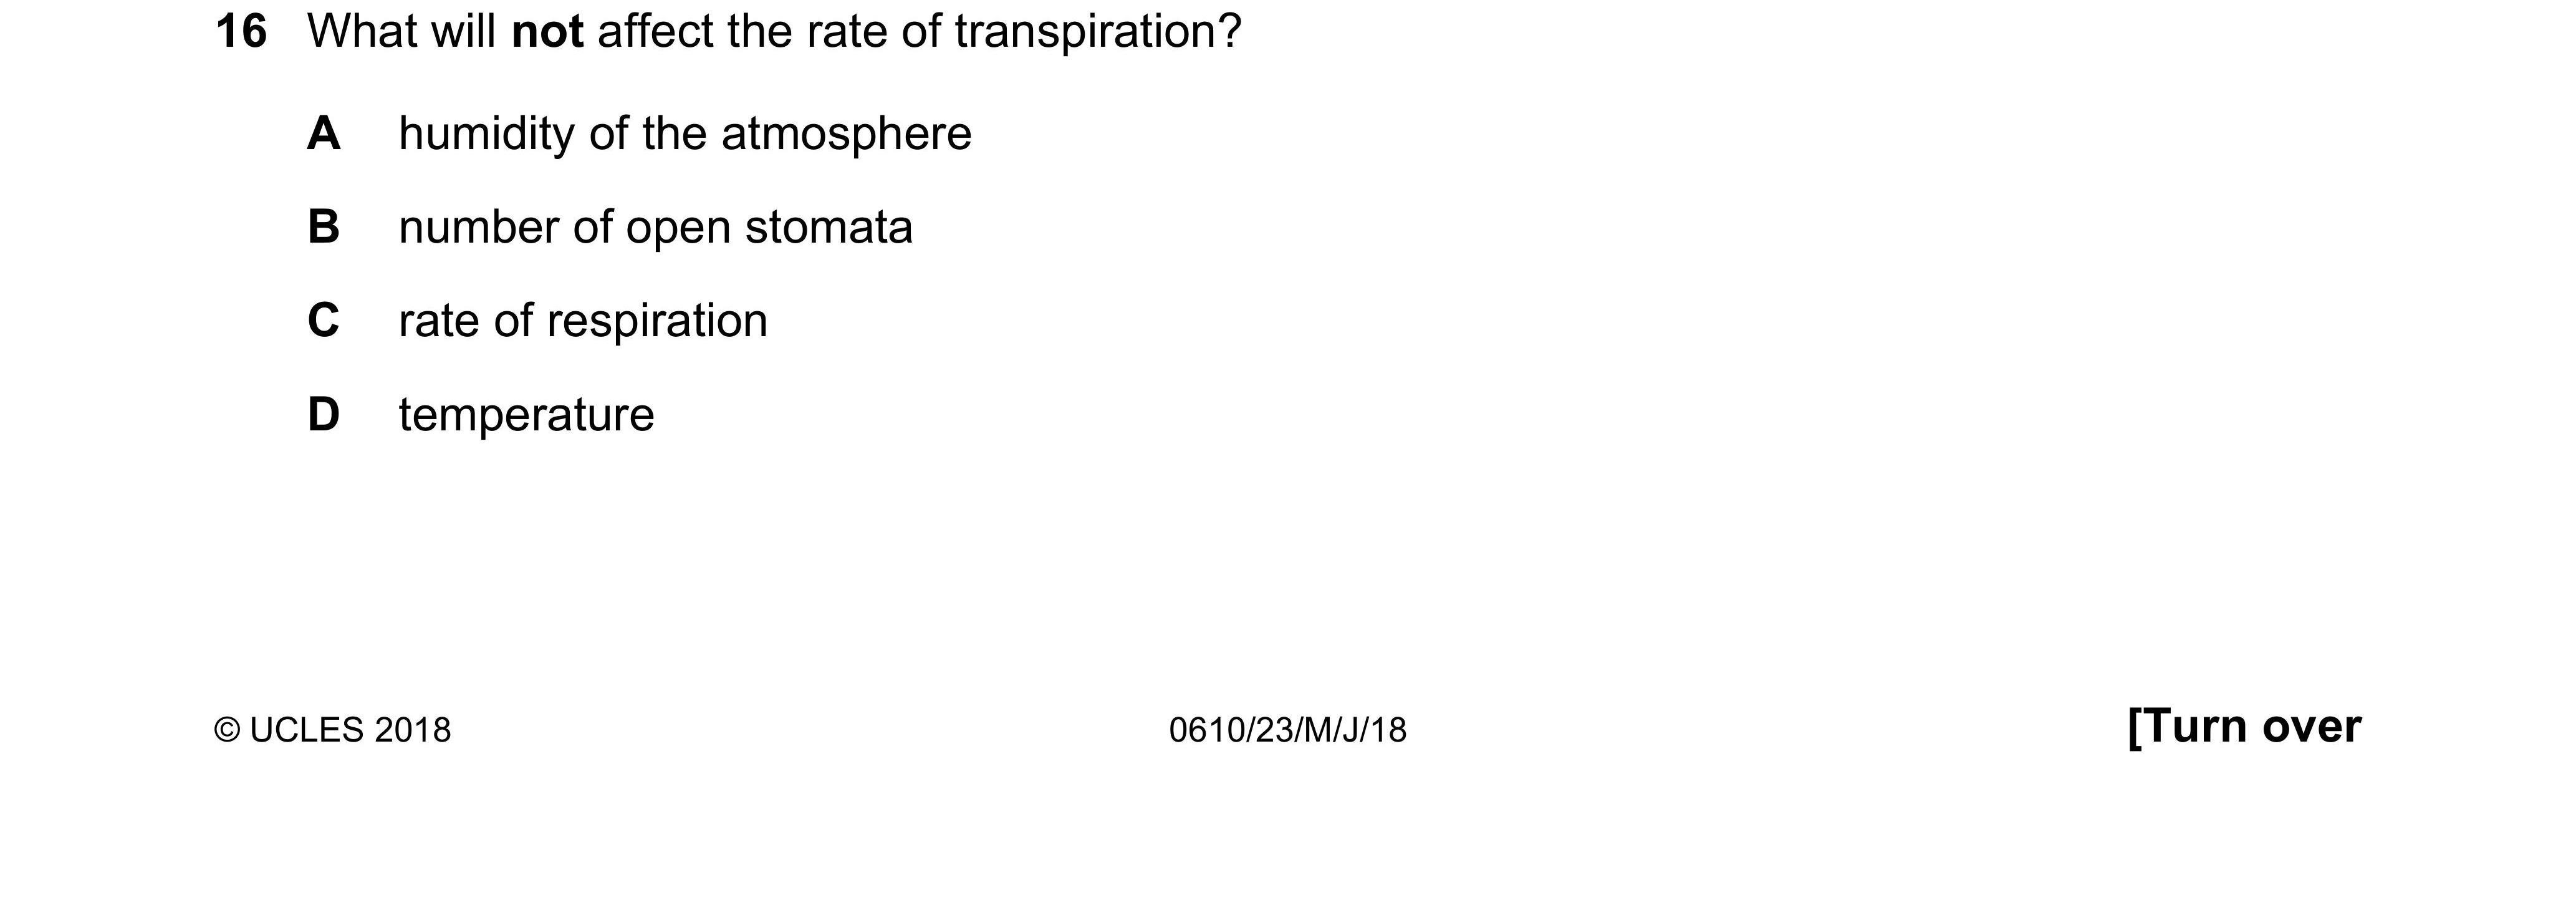 16 What will not affect the rate of transpiration?
A humidity of the atmosphere
B number of open stomata
C rate of respiration
D temperature
© UCLES 2018 0610/23/M/J/18 [Turn over